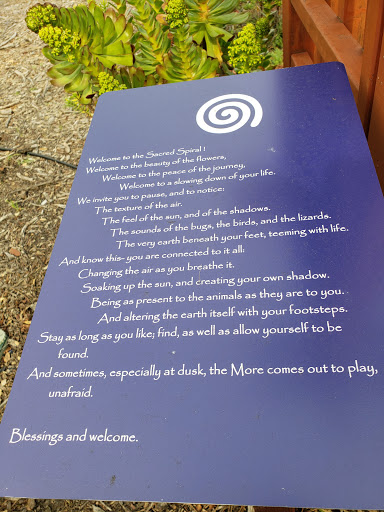 Welcome to the Sacred Spiral !
Welcome to the beauty of the flowers,
Welcome to the peace of the journey,
Welcome to a slowing down of your life.
We invite you to pause, and to notice:
The texture of the air.
The feel of the sun, and of the shadows.
The sounds of the bugs, the birds, and the lizards.
The very earth beneath your feet, teeming with life.
And know this- you are connected to it all:
Changing the air as you breathe it.
Soaking up the sun, and creating your own shadow.
Being as present to the animals as they are to you.
And altering the earth itself with your footsteps.
Stay as long as you like; find, as well as allow yourself to be
found.
And sometimes, especially at dusk, the More comes out to play,
unafraid.
Blessings and welcome.